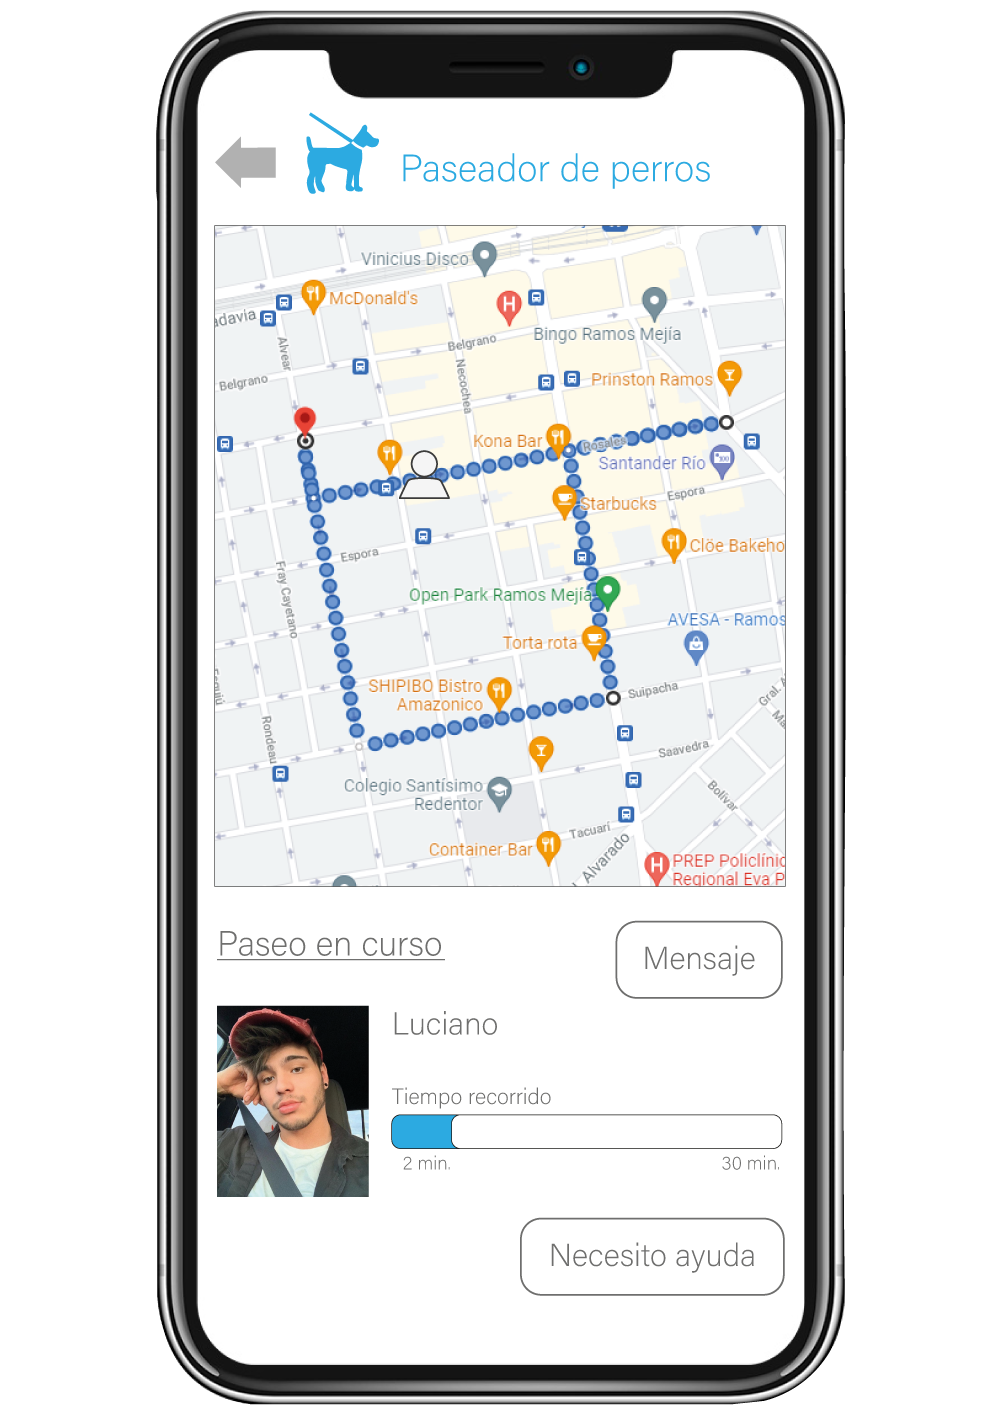 Paseador de perros
Vinicius Disco
McDonald's
Belgrano
Bingo Ramos Mejía
Alvear
Belgrano
Necochea
Prinston Ramos
Kona Bar
Rosales
Santander Río
Espora
Starbucks
Clöe Bakeho
Espora
Fray Cayetano
Open Park Ramos Mejía
AVESA - Ramos
Torta rota
SHIPIBO Bistro
Amazonico
Suipacha
Rondeau
Saavedra
Colegio Santísimo
Redentor
Bolívar
Tacuarí
Container Bar
Alvarado
PREP Policlínic
Regional Eva P
Paseo en curso
Mensaje
Luciano
Tiempo recorrido
2 min.
30 min.
Necesito ayuda